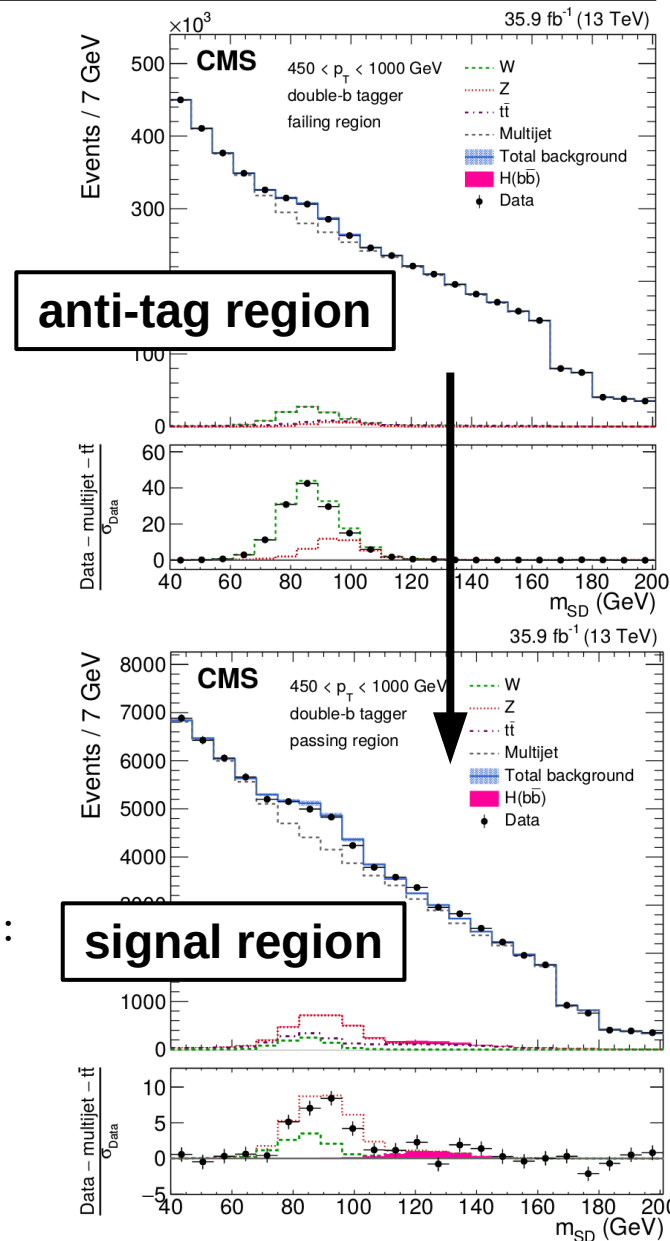 35.9 fb⁻¹ (13 TeV)
×10³
CMS
450 < p_T < 1000 GeV
double-b tagger
failing region
W
Z
tt̄
Multijet
Total background
H(bb̄)
Data
Events / 7 GeV
500
400
300
100
0
anti-tag region
60
40
20
0
Data – multijet – tt̄
σ̄_Data
40 60 80 100 120 140 160 180 200
m_SD (GeV)
35.9 fb⁻¹ (13 TeV)
CMS
450 < p_T < 1000 GeV
double-b tagger
passing region
W
Z
tt̄
Multijet
Total background
H(bb̄)
Data
Events / 7 GeV
8000
7000
6000
5000
4000
1000
0
:
signal region
10
5
0
−5
Data – multijet – tt̄
σ̄_Data
40 60 80 100 120 140 160 180 200
m_SD (GeV)